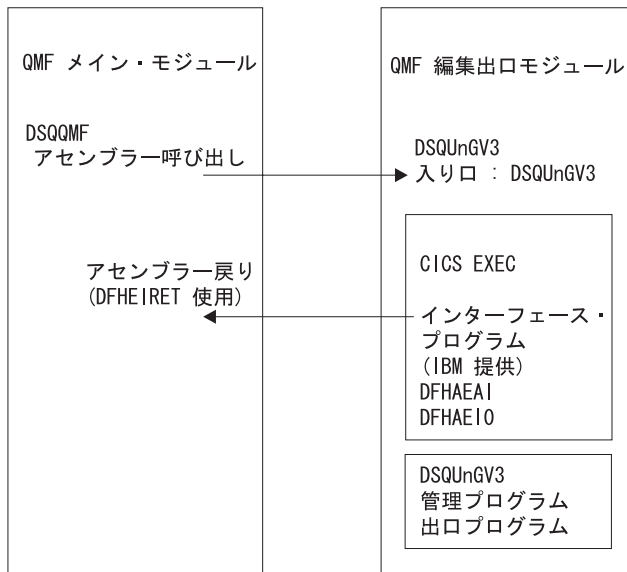 QMF メイン・モジュール
DSQQMF
アセンブラー呼び出し
アセンブラー戻り
(DFHEIRET 使用)
QMF 編集出口モジュール
DSQUnGV3
入り口 : DSQUnGV3
CICS EXEC
インターフェース・
プログラム
(IBM 提供)
DFHAEAI
DFHAEI0
DSQUnGV3
管理プログラム
出口プログラム